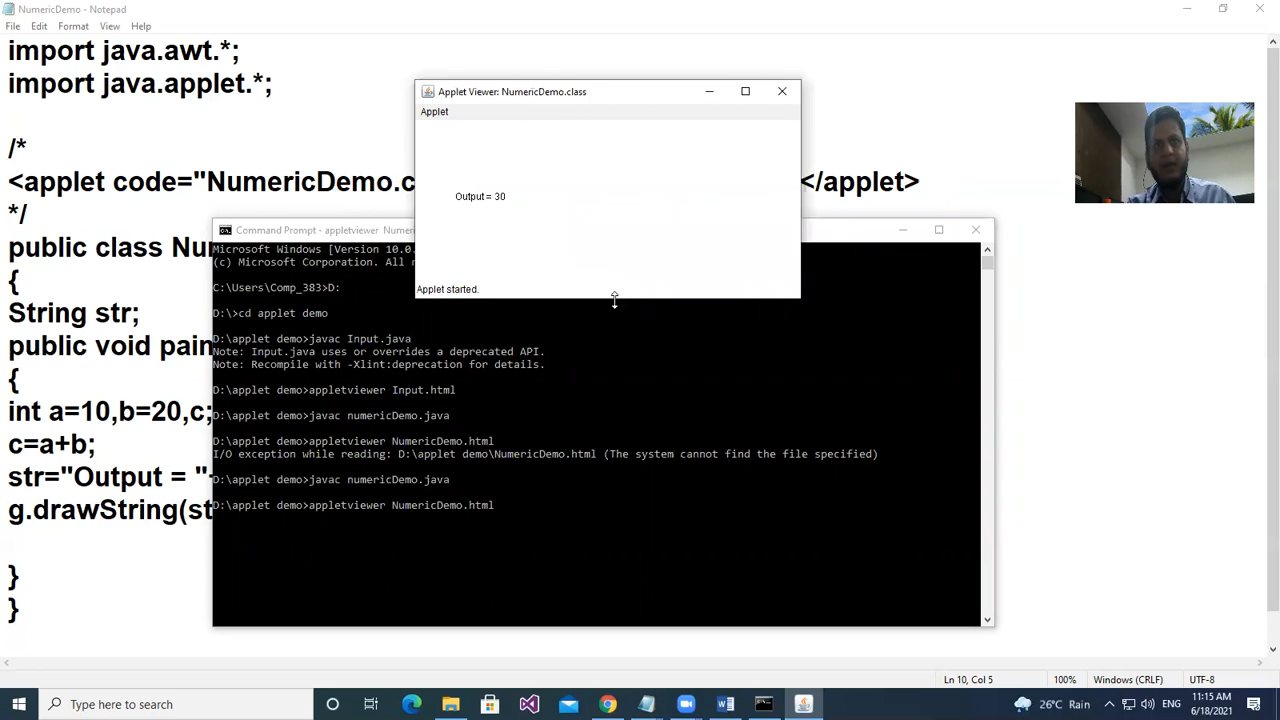 NumericDemo - Notepad
File Edit Format View Help
import java.awt.*;
import java.applet.*;
/*
<applet code="NumericDemo.c
</applet>
*/
public class Nu
{
String str;
public void pain
{
int a=10,b=20,c;
c=a+b;
str="Output = "
g.drawString(st
}
}
Applet Viewer: NumericDemo.class
Applet
Output = 30
Applet started.
Command Prompt - appletviewer Numeri
Microsoft Windows [Version 10.0.
(c) Microsoft Corporation. All r
C:\Users\Comp_383>D:
D:\>cd applet demo
D:\applet demo>javac Input.java
Note: Input.java uses or overrides a deprecated API.
Note: Recompile with -Xlint:deprecation for details.
D:\applet demo>appletviewer Input.html
D:\applet demo>javac numericDemo.java
D:\applet demo>appletviewer NumericDemo.html
I/O exception while reading: D:\applet demo\NumericDemo.html (The system cannot find the file specified)
D:\applet demo>javac numericDemo.java
D:\applet demo>appletviewer NumericDemo.html
Ln 10, Col 5 100% Windows (CRLF) UTF-8
Type here to search
26°C Rain
ENG
11:15 AM
6/18/2021